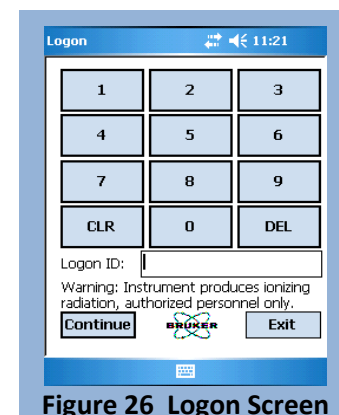 Logon 11:21
1 2 3
4 5 6
7 8 9
CLR 0 DEL
Logon ID:
Warning: Instrument produces ionizing
radiation, authorized personnel only.
Continue BRUKER Exit
Figure 26 Logon Screen